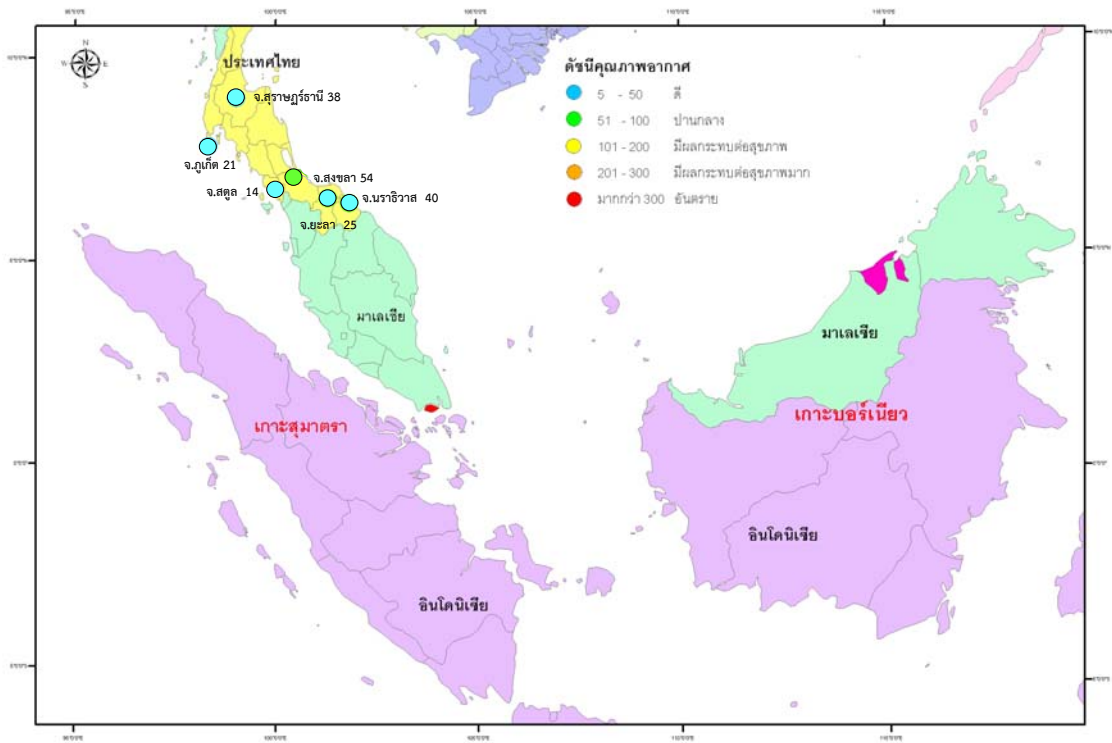 N
W
E
S
ประเทศไทย
จ.สุราษฎร์ธานี 38
จ.ภูเก็ต 21
จ.สงขลา 54
จ.สตูล 14
จ.นราธิวาส 40
จ.ยะลา 25
ดัชนีคุณภาพอากาศ
5 - 50 ดี
51 - 100 ปานกลาง
101 - 200 มีผลกระทบต่อสุขภาพ
201 - 300 มีผลกระทบต่อสุขภาพมาก
มากกว่า 300 อันตราย
มาเลเซีย
มาเลเซีย
เกาะสุมาตรา
เกาะบอร์เนียว
อินโดนิเซีย
อินโดนิเซีย